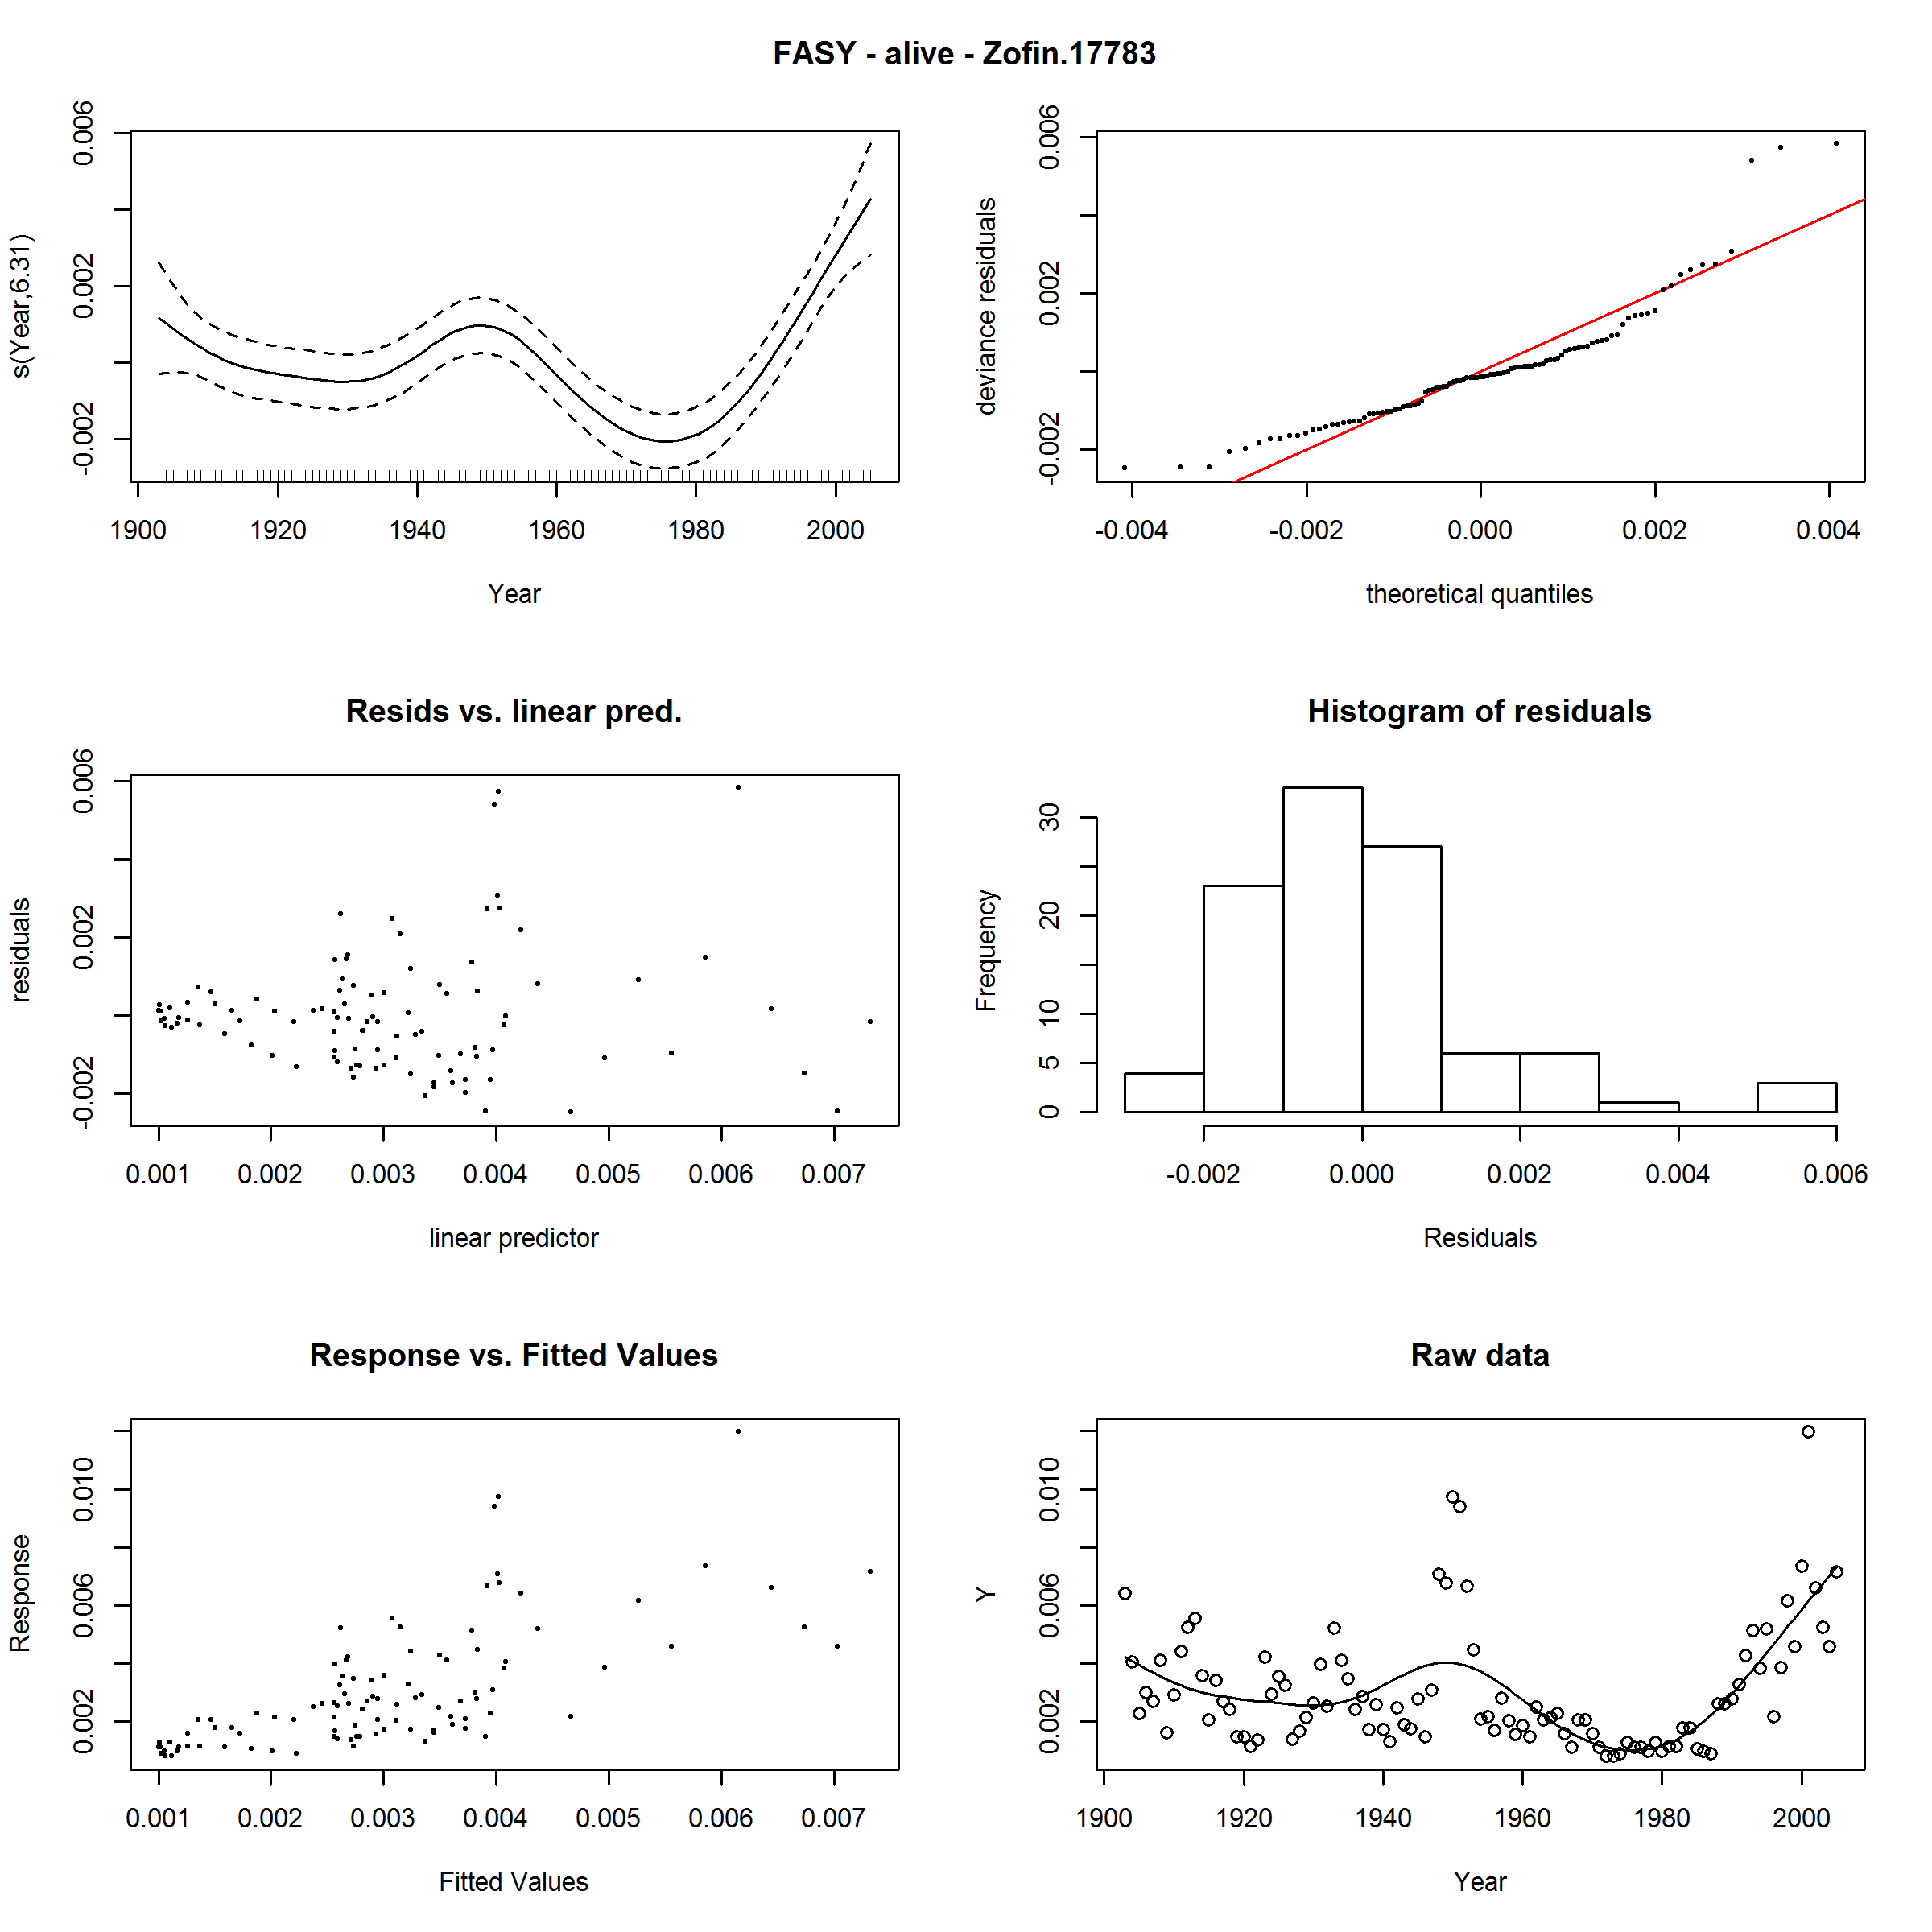 FASY - alive - Zofin.17783
s(Year,6.31)
-0.002 0.002 0.006
1900 1920 1940 1960 1980 2000
Year
deviance residuals
-0.002 0.002 0.006
-0.004 -0.002 0.000 0.002 0.004
theoretical quantiles
Resids vs. linear pred.
residuals
-0.002 0.002 0.006
0.001 0.002 0.003 0.004 0.005 0.006 0.007
linear predictor
Histogram of residuals
Frequency
0 5 10 20 30
-0.002 0.000 0.002 0.004 0.006
Residuals
Response vs. Fitted Values
Response
0.002 0.006 0.010
0.001 0.002 0.003 0.004 0.005 0.006 0.007
Fitted Values
Raw data
Y
0.002 0.006 0.010
1900 1920 1940 1960 1980 2000
Year